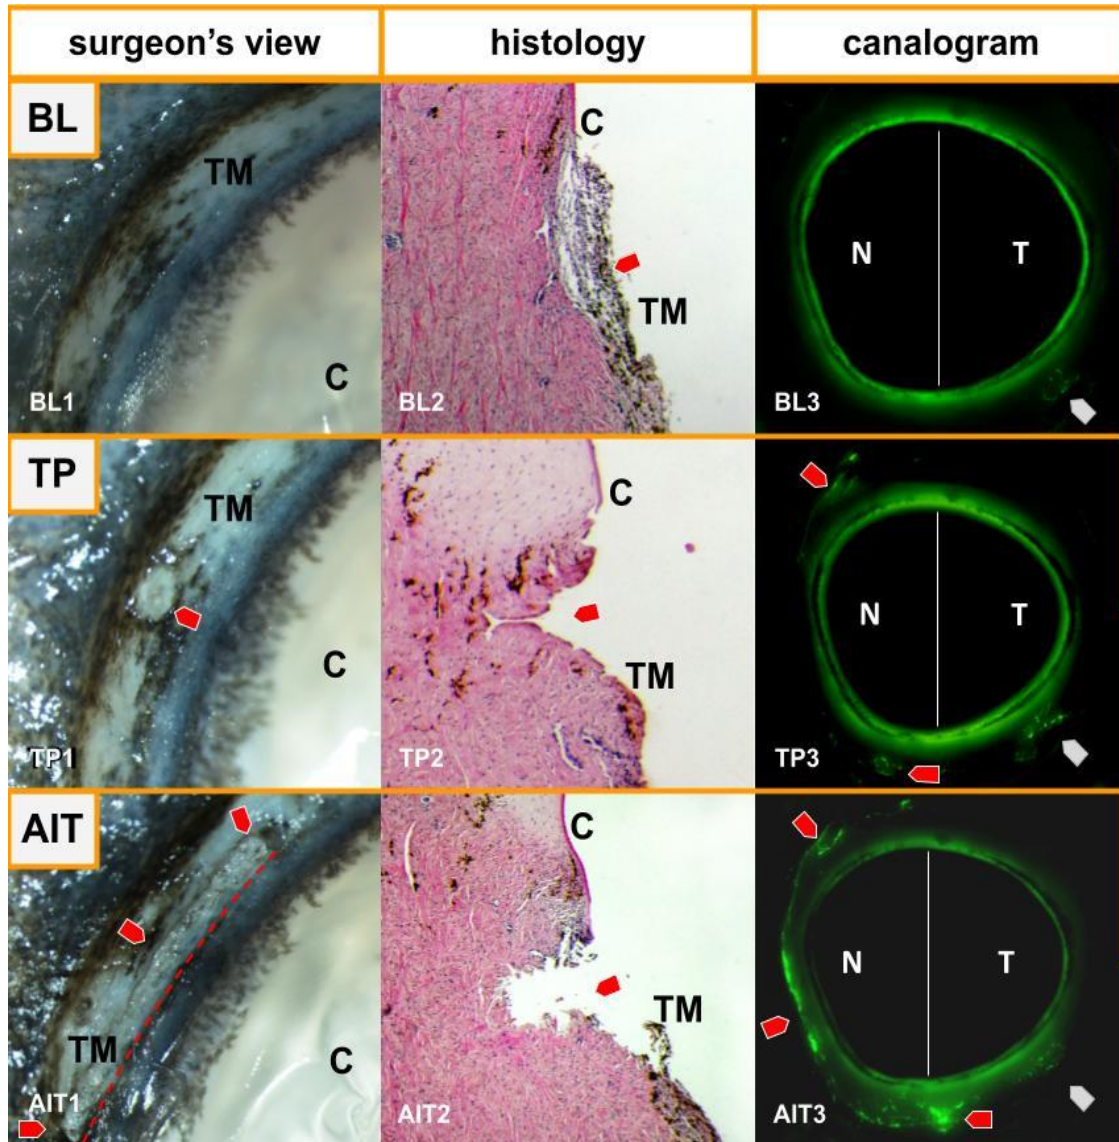 surgeon's view histology canalogram
BL
TM
C
BL1
C
TM
BL2
N T
BL3
TP
TM
C
TP1
C
TM
TP2
N T
TP3
AIT
TM
C
AIT1
C
TM
AIT2
N T
AIT3